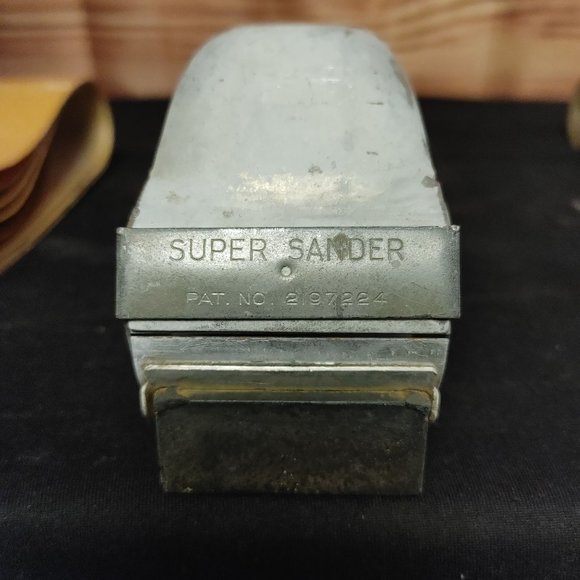 SUPER SANDER
PAT. NO. 2197224